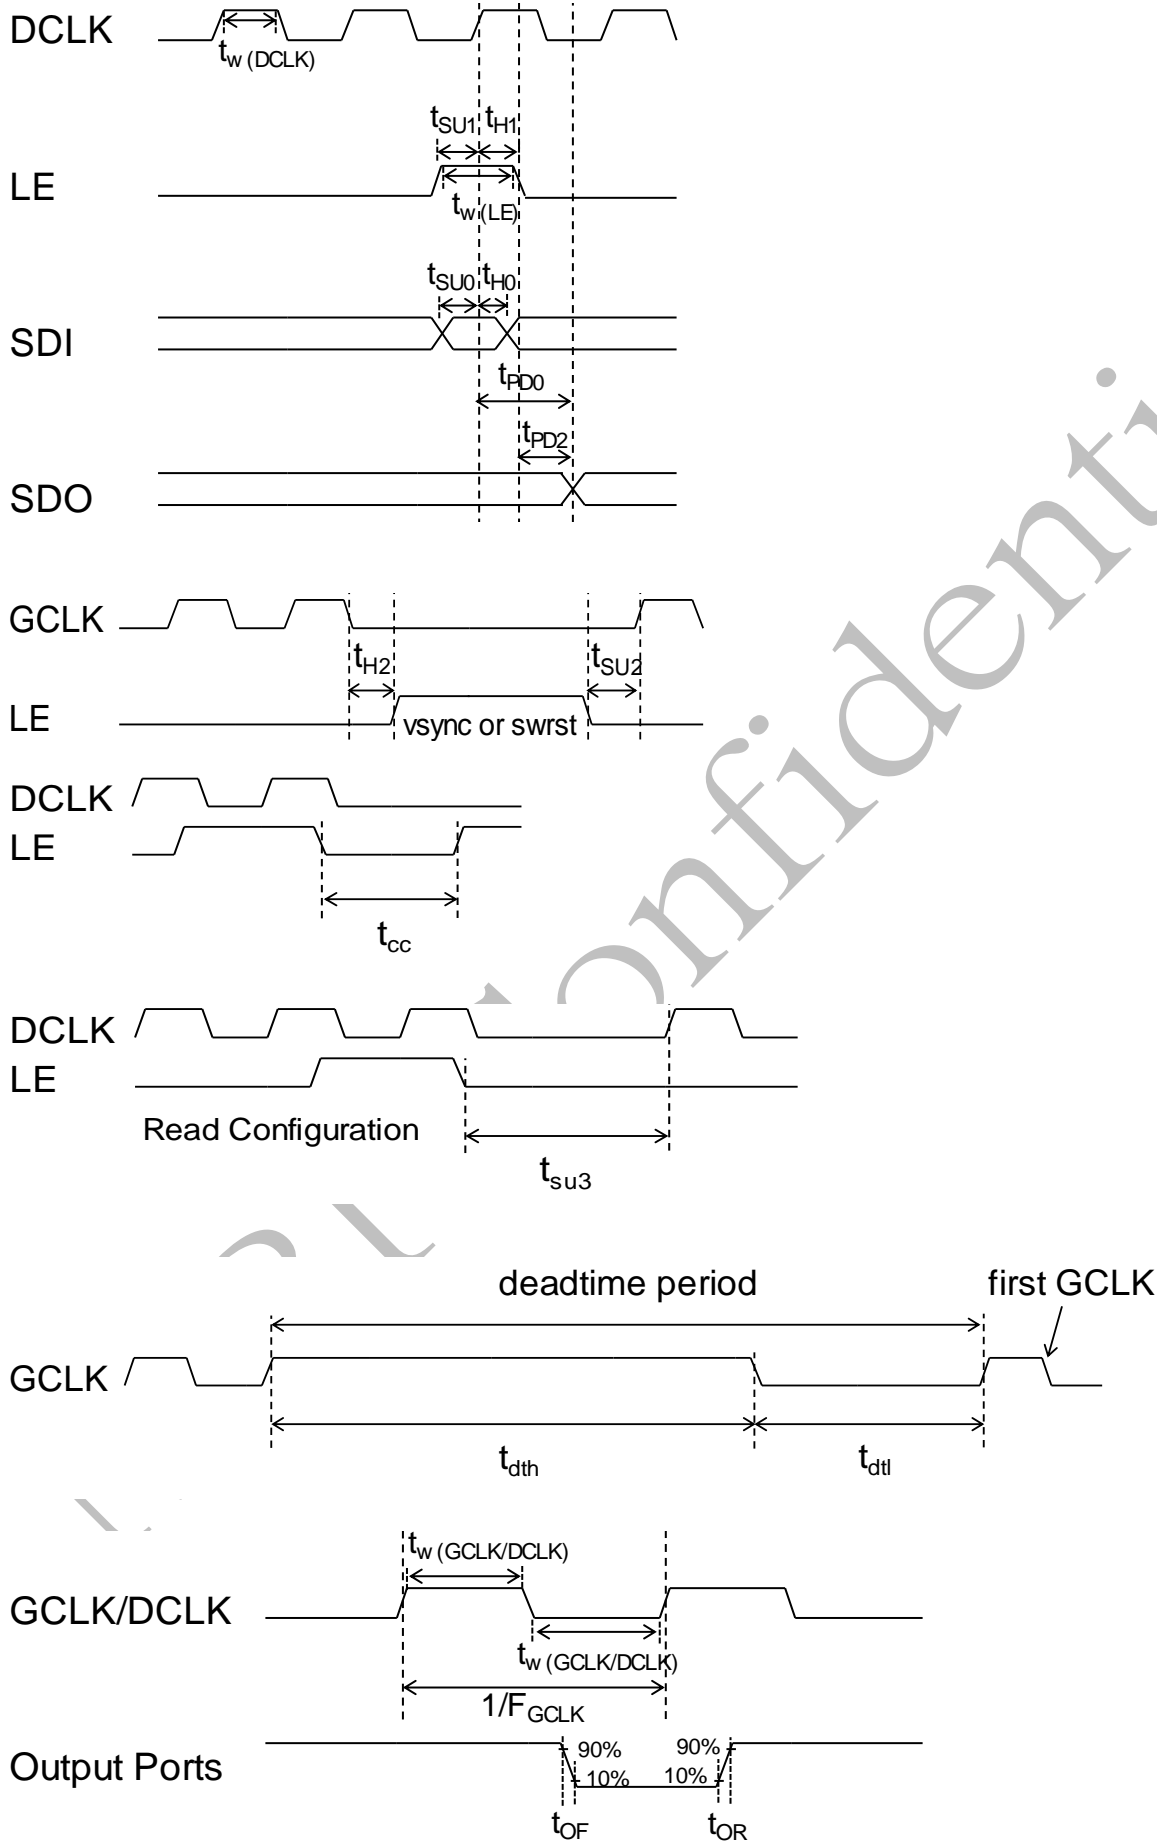 DCLK
tw (DCLK)
tSU1 tH1
LE
tw (LE)
tSU0 tH0
SDI
tPD0
tPD2
SDO
GCLK
tH2 tSU2
LE
vsync or swrst
DCLK
LE
tcc
DCLK
LE
Read Configuration
tsu3
deadtime period first GCLK
GCLK
tdth tdtl
tw (GCLK/DCLK)
GCLK/DCLK
tw (GCLK/DCLK)
1/FGCLK
90% 90%
Output Ports
10% 10%
tOF tOR